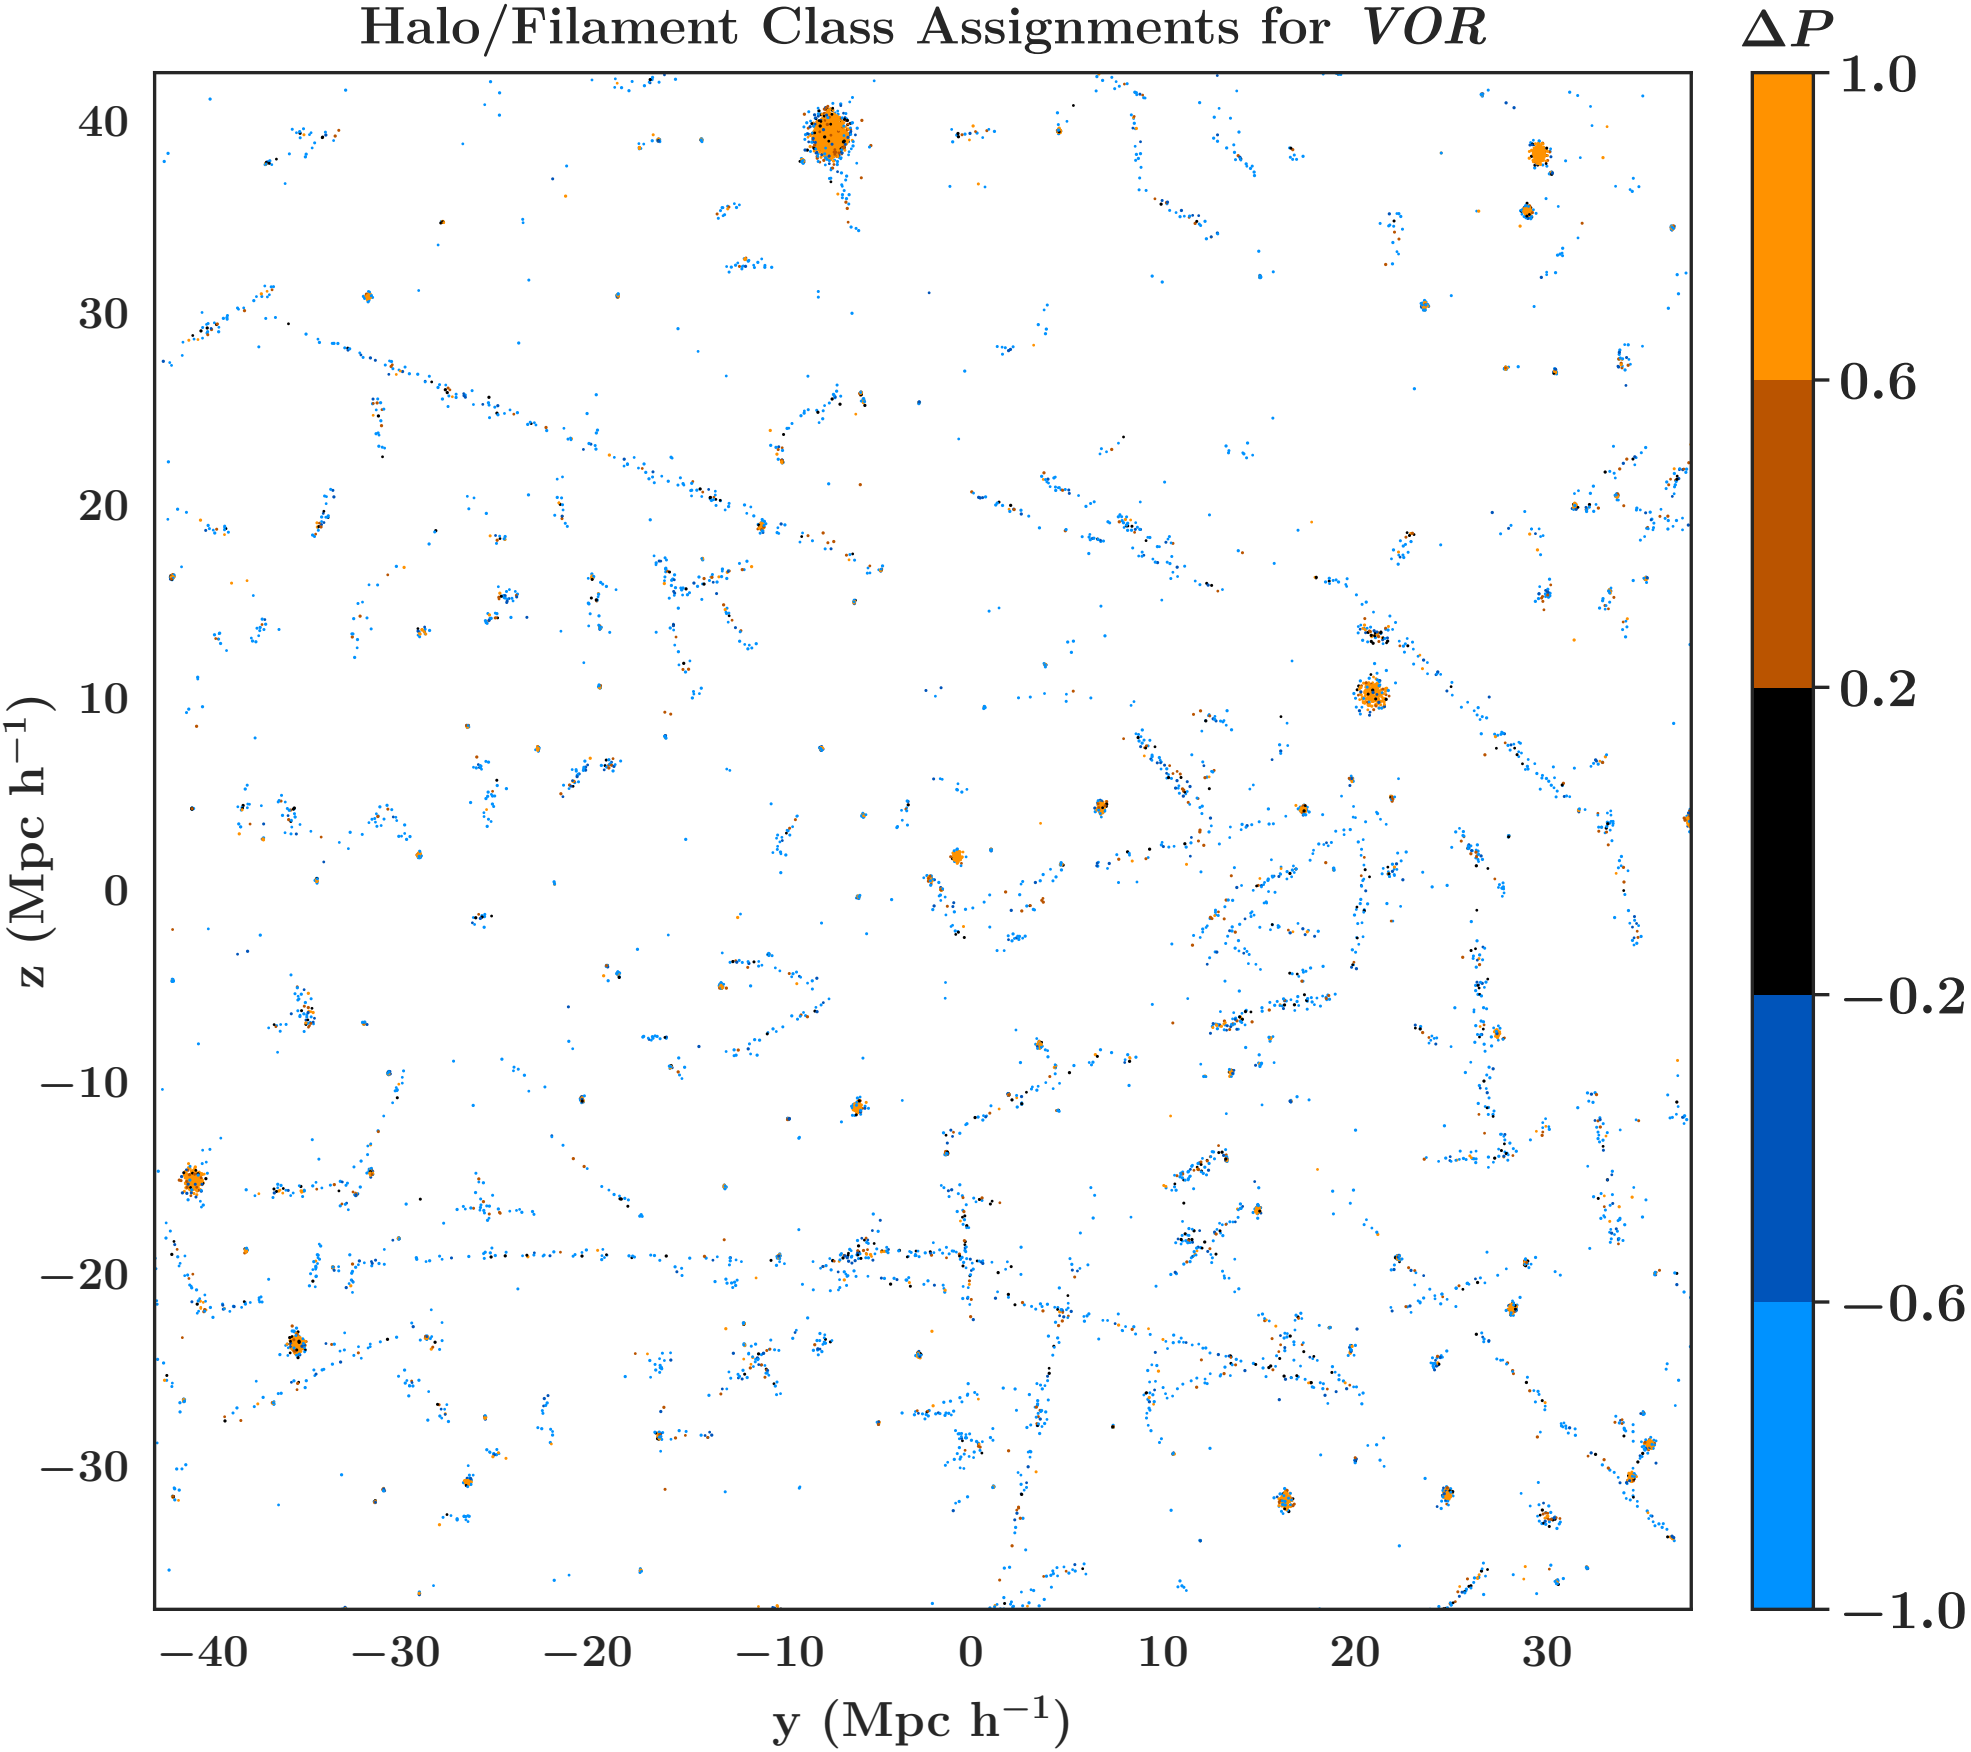 Halo/Filament Class Assignments for VOR
ΔP
40
30
20
10
0
−10
−20
−30
z (Mpc h⁻¹)
−40 −30 −20 −10 0 10 20 30
y (Mpc h⁻¹)
1.0
0.6
0.2
−0.2
−0.6
−1.0